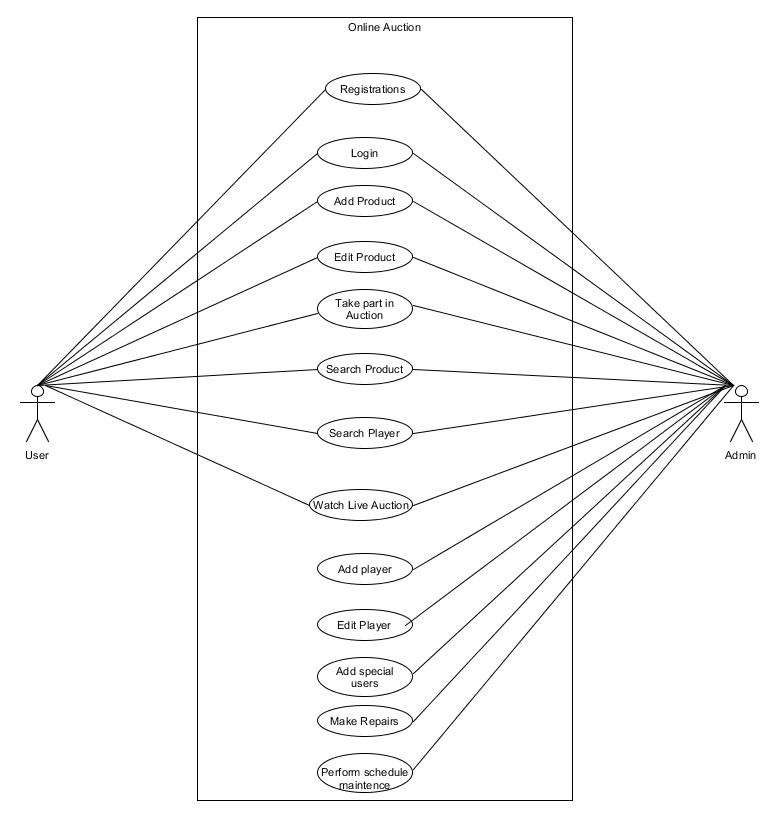 Online Auction
Registrations
Login
Add Product
Edit Product
Take part in
Auction
Search Product
Search Player
User
Admin
Watch Live Auction
Add player
Edit Player
Add special
users
Make Repairs
Perform schedule
maintence